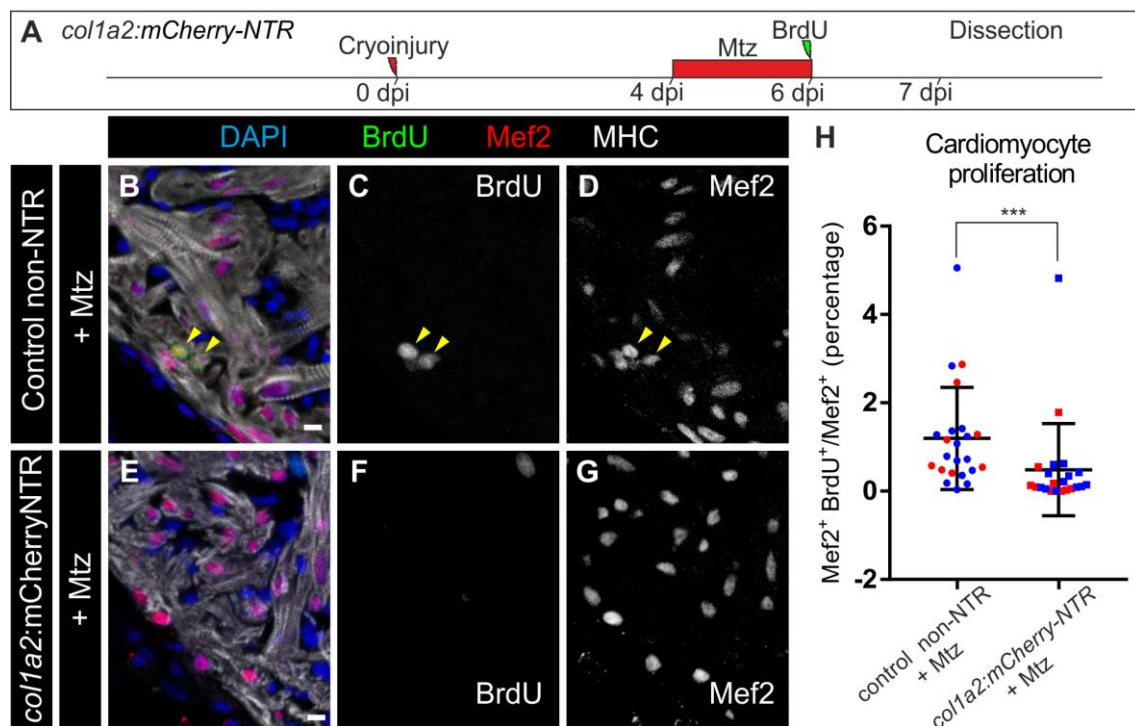 A
col1a2:mCherry-NTR
Cryoinjury
Mtz
BrdU
Dissection
0 dpi
4 dpi
6 dpi
7 dpi
DAPI BrdU Mef2 MHC
Control non-NTR
+ Mtz
B
C
BrdU
D
Mef2
col1a2:mCherryNTR
+ Mtz
E
F
BrdU
G
Mef2
H
Cardiomyocyte
proliferation
***
Mef2⁺ BrdU⁺/Mef2⁺ (percentage)
6
4
2
0
-2
control non-NTR
+ Mtz
col1a2:mCherry-NTR
+ Mtz